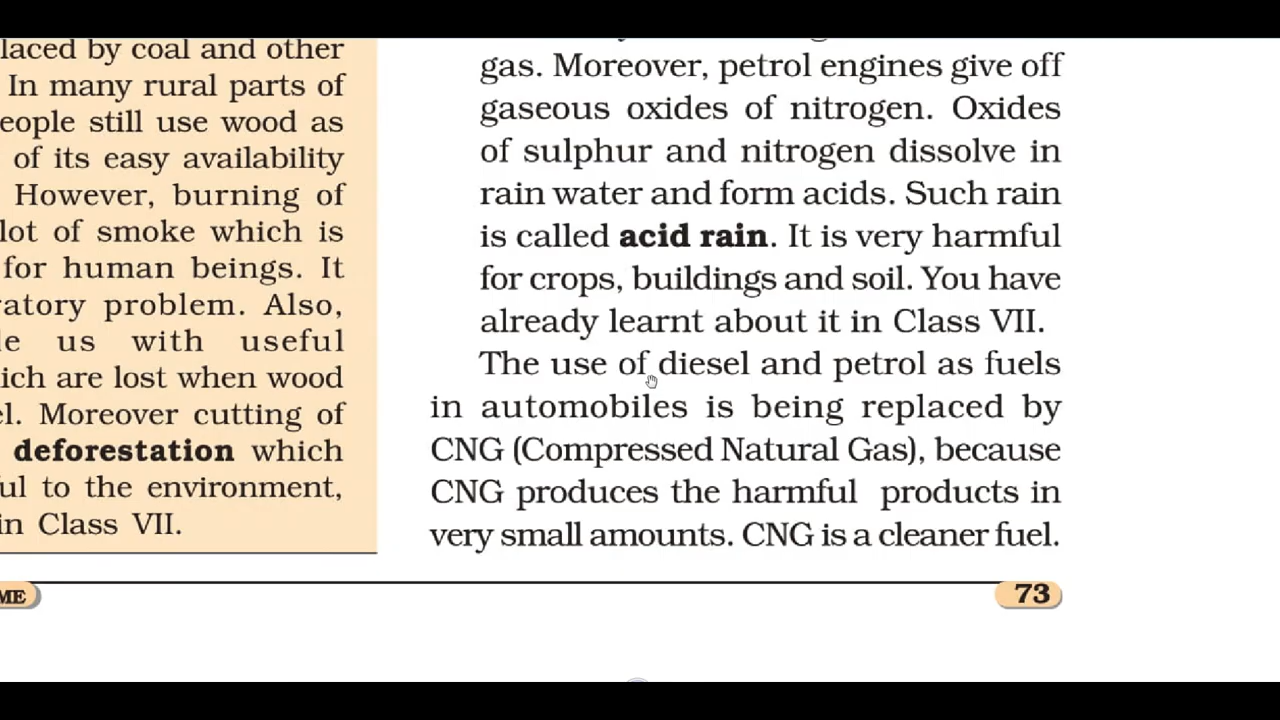 laced by coal and other
In many rural parts of
eople still use wood as
of its easy availability
However, burning of
lot of smoke which is
for human beings. It
ratory problem. Also,
le us with useful
ich are lost when wood
el. Moreover cutting of
deforestation which
ul to the environment,
in Class VII.
gas. Moreover, petrol engines give off
gaseous oxides of nitrogen. Oxides
of sulphur and nitrogen dissolve in
rain water and form acids. Such rain
is called acid rain. It is very harmful
for crops, buildings and soil. You have
already learnt about it in Class VII.
The use of diesel and petrol as fuels
in automobiles is being replaced by
CNG (Compressed Natural Gas), because
CNG produces the harmful products in
very small amounts. CNG is a cleaner fuel.
ME
73